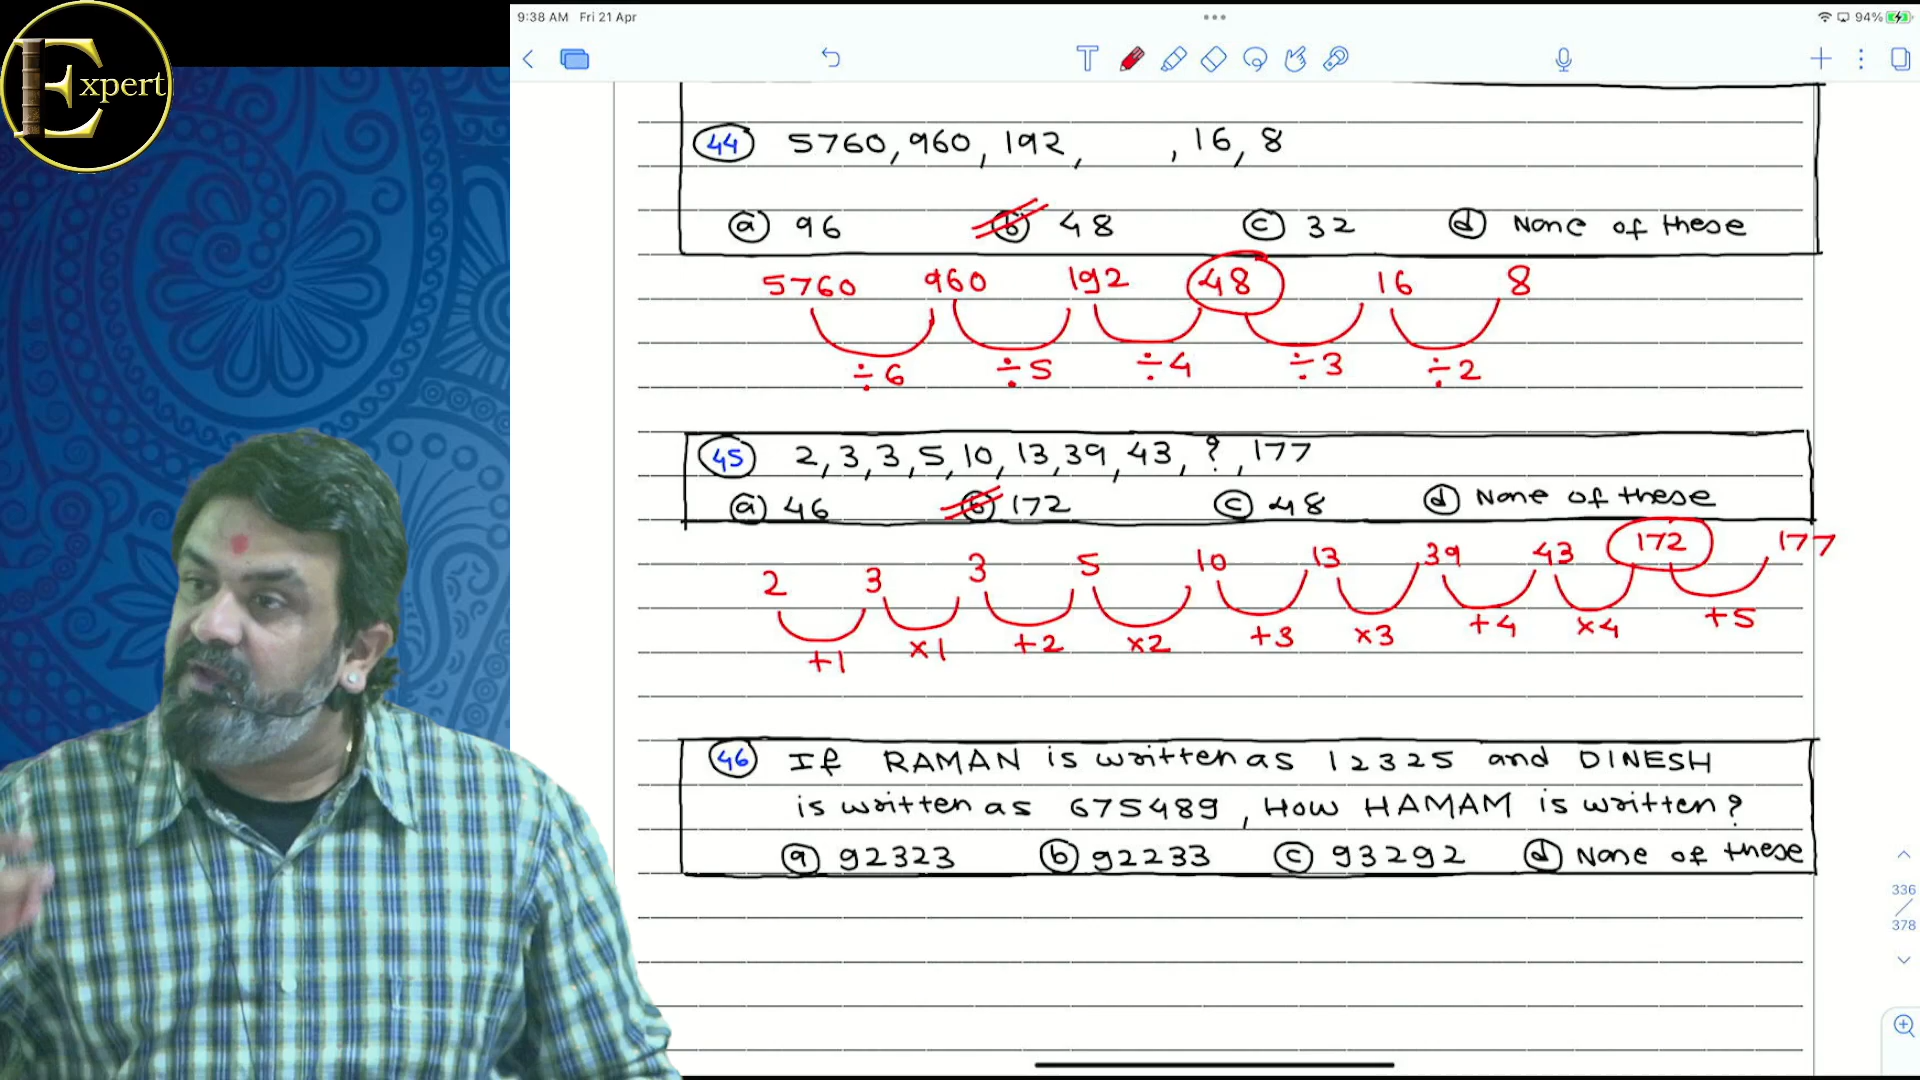 9:38 AM Fri 21 Apr
94%
Expert
T
44 5760, 960, 192, , 16, 8
a 96 b 48 c 32 d None of these
5760 960 192 48 16 8
÷6 ÷5 ÷4 ÷3 ÷2
45 2, 3, 3, 5, 10, 13, 39, 43, ?, 177
a 46 172 c 48 d None of these
2 3 3 5 10 13 39 43 172 177
+1 ×1 +2 ×2 +3 ×3 +4 ×4 +5
46 If RAMAN is written as 12325 and DINESH
is written as 675489, How HAMAM is written?
a 92323 b 92233 c 93292 d None of these
336
378